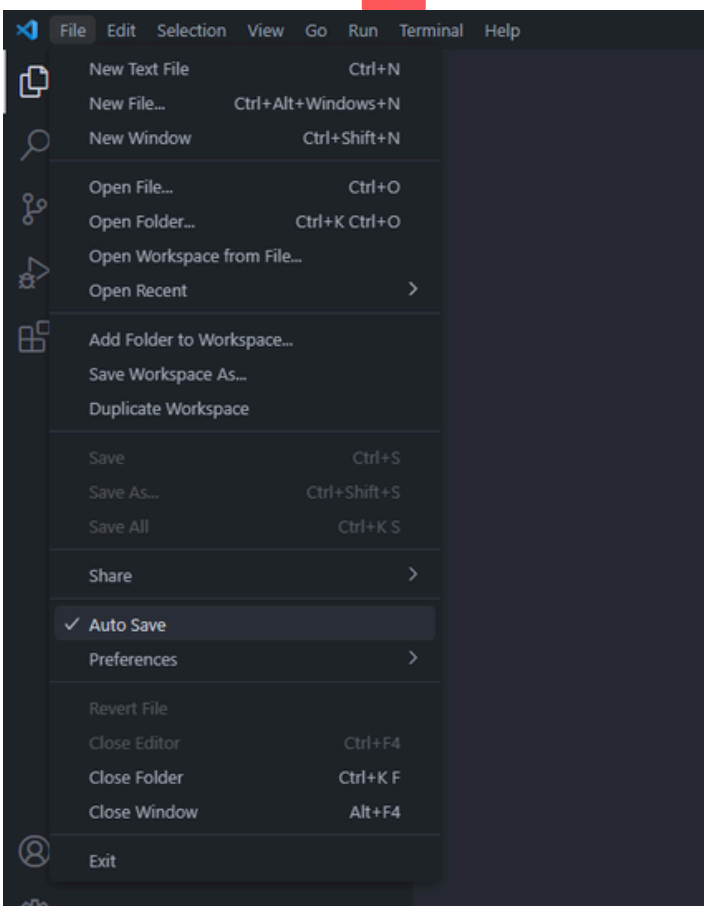 File Edit Selection View Go Run Terminal Help
New Text File Ctrl+N
New File... Ctrl+Alt+Windows+N
New Window Ctrl+Shift+N
Open File... Ctrl+O
Open Folder... Ctrl+K Ctrl+O
Open Workspace from File...
Open Recent
Add Folder to Workspace...
Save Workspace As...
Duplicate Workspace
Save Ctrl+S
Save As... Ctrl+Shift+S
Save All Ctrl+K S
Share
Auto Save
Preferences
Revert File
Close Editor Ctrl+F4
Close Folder Ctrl+K F
Close Window Alt+F4
Exit